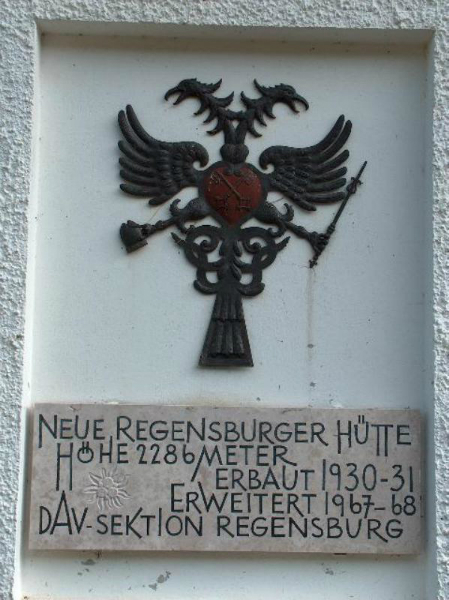 NEUE REGENSBURGER HÜTTE
HÖHE 2286 METER
ERBAUT 1930-31
ERWEITERT 1967-68
DAV-SEKTION REGENSBURG